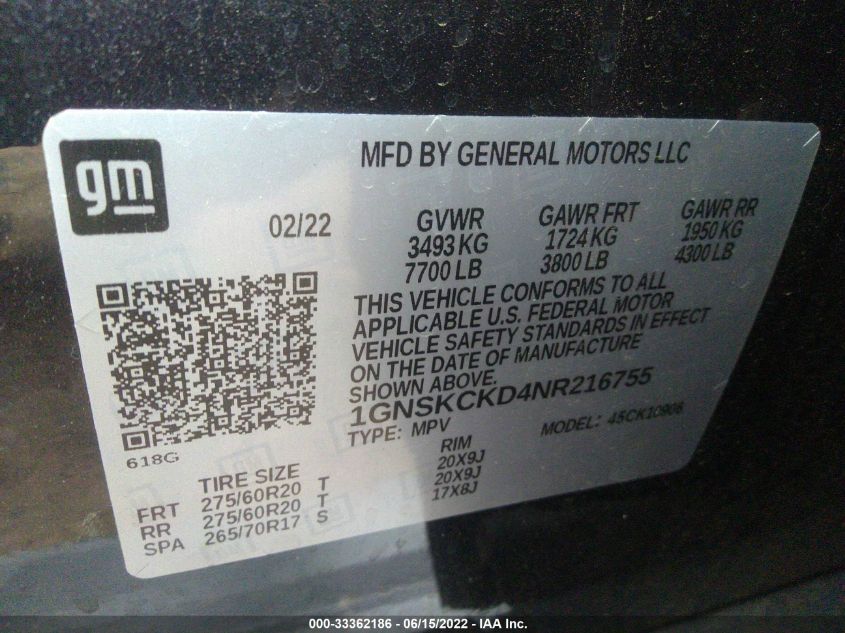 gm
MFD BY GENERAL MOTORS LLC
02/22
GVWR GAWR FRT GAWR RR
3493 KG 1724 KG 1950 KG
7700 LB 3800 LB 4300 LB
THIS VEHICLE CONFORMS TO ALL
APPLICABLE U.S. FEDERAL MOTOR
VEHICLE SAFETY STANDARDS IN EFFECT
ON THE DATE OF MANUFACTURE
SHOWN ABOVE.
1GNSKCKD4NR216755
TYPE: MPV MODEL: 45CK10906
618G
TIRE SIZE RIM
FRT 275/60R20 T 20X9J
RR 275/60R20 T 20X9J
SPA 265/70R17 S 17X8J
000-33362186 - 06/15/2022 - IAA Inc.